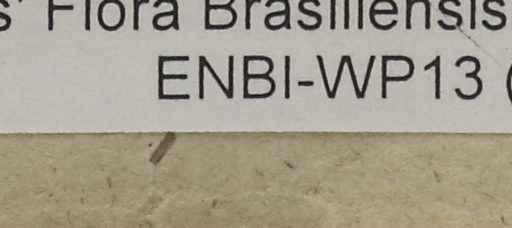 s' Flora Brasiliensis
ENBI-WP13 (